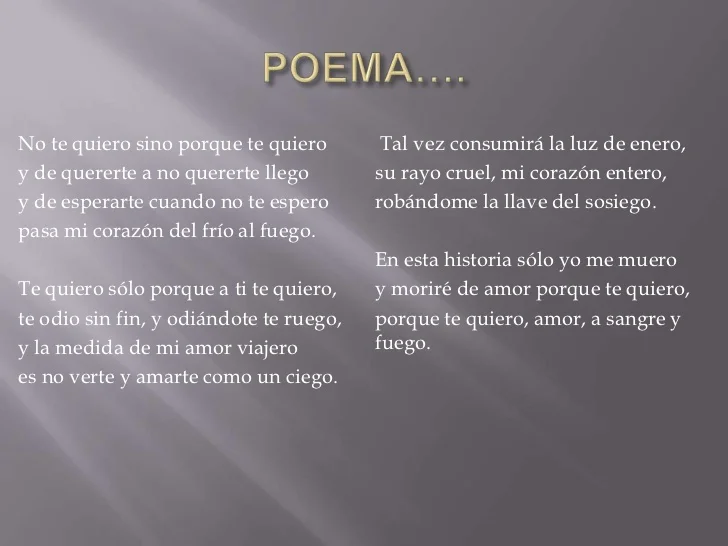 POEMA....
No te quiero sino porque te quiero
y de quererte a no quererte llego
y de esperarte cuando no te espero
pasa mi corazón del frío al fuego.
Te quiero sólo porque a ti te quiero,
te odio sin fin, y odiándote te ruego,
y la medida de mi amor viajero
es no verte y amarte como un ciego.
Tal vez consumirá la luz de enero,
su rayo cruel, mi corazón entero,
robándome la llave del sosiego.
En esta historia sólo yo me muero
y moriré de amor porque te quiero,
porque te quiero, amor, a sangre y
fuego.